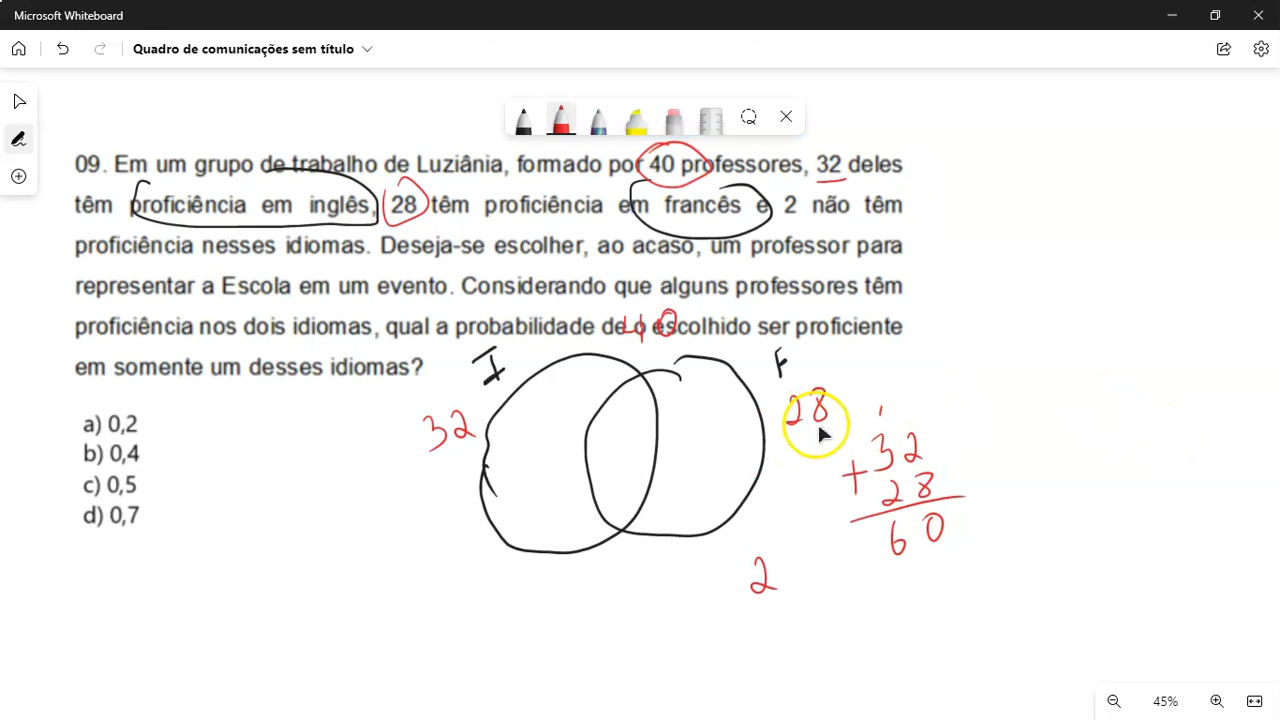 Microsoft Whiteboard
Quadro de comunicações sem título
09. Em um grupo de trabalho de Luziânia, formado por 40 professores, 32 deles
têm proficiência em inglês, 28 têm proficiência em francês e 2 não têm
proficiência nesses idiomas. Deseja-se escolher, ao acaso, um professor para
representar a Escola em um evento. Considerando que alguns professores têm
proficiência nos dois idiomas, qual a probabilidade de o escolhido ser proficiente
em somente um desses idiomas?
40
I
F
32
28
a) 0,2
b) 0,4
c) 0,5
d) 0,7
1
32
+ 28
60
2
45%